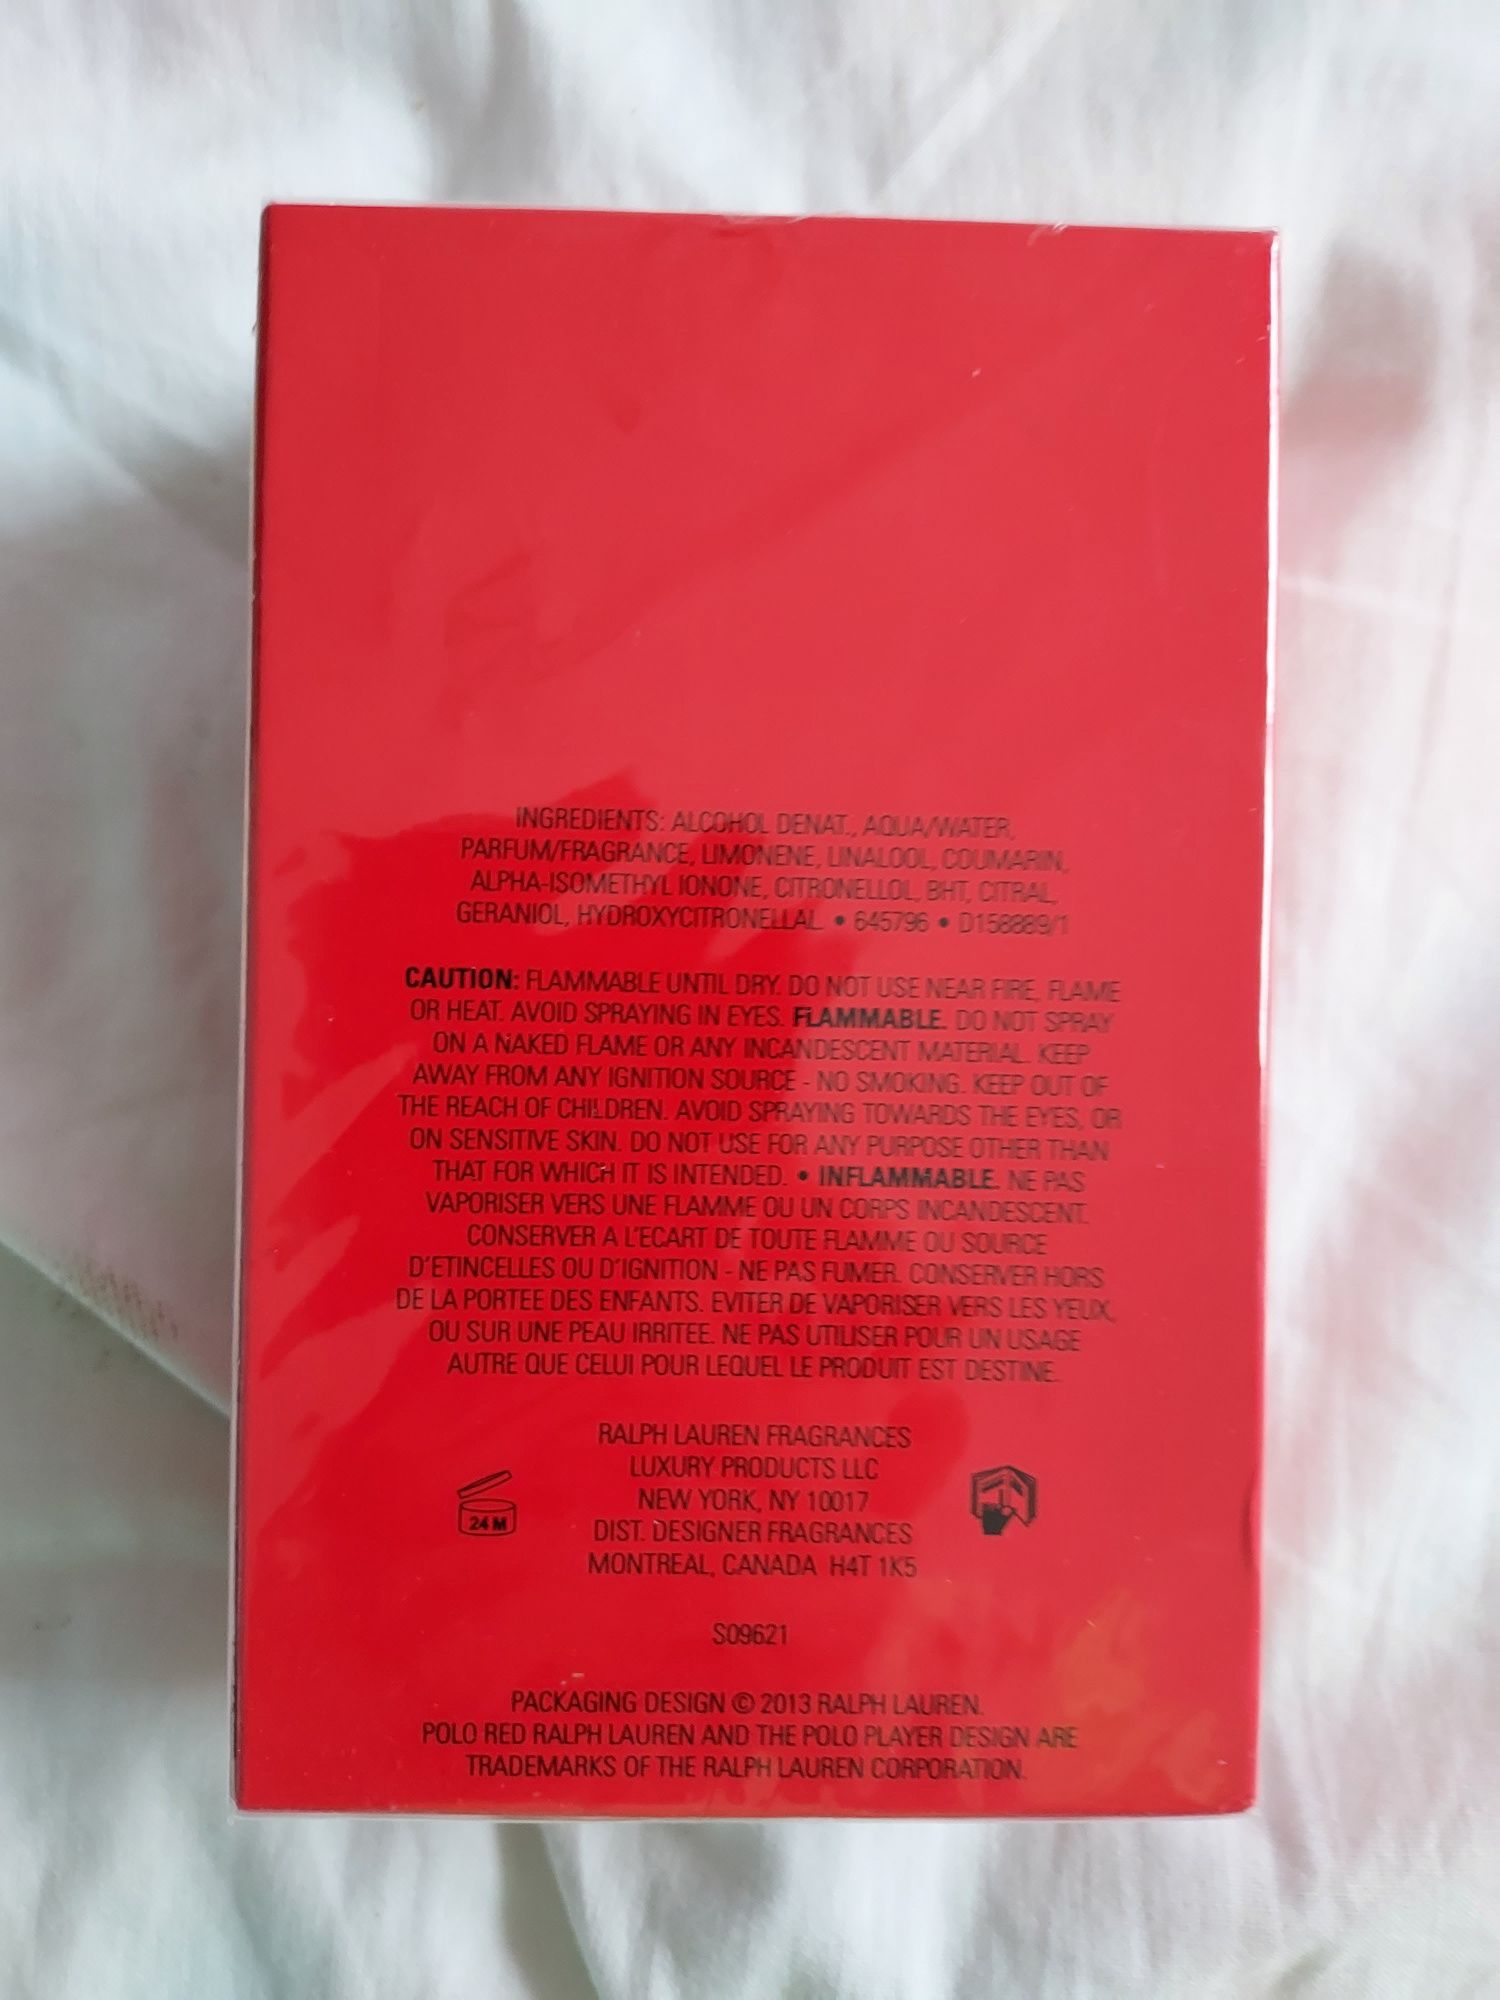 INGREDIENTS: ALCOHOL DENAT., AQUA/WATER,
PARFUM/FRAGRANCE, LIMONENE, LINALOOL, COUMARIN,
ALPHA-ISOMETHYL IONONE, CITRONELLOL, BHT, CITRAL,
GERANIOL, HYDROXYCITRONELLAL • 645796 • D158889/1
CAUTION: FLAMMABLE UNTIL DRY. DO NOT USE NEAR FIRE, FLAME
OR HEAT. AVOID SPRAYING IN EYES. FLAMMABLE. DO NOT SPRAY
ON A NAKED FLAME OR ANY INCANDESCENT MATERIAL. KEEP
AWAY FROM ANY IGNITION SOURCE - NO SMOKING. KEEP OUT OF
THE REACH OF CHILDREN. AVOID SPRAYING TOWARDS THE EYES, OR
ON SENSITIVE SKIN. DO NOT USE FOR ANY PURPOSE OTHER THAN
THAT FOR WHICH IT IS INTENDED. • INFLAMMABLE. NE PAS
VAPORISER VERS UNE FLAMME OU UN CORPS INCANDESCENT.
CONSERVER A L'ECART DE TOUTE FLAMME OU SOURCE
D'ETINCELLES OU D'IGNITION - NE PAS FUMER. CONSERVER HORS
DE LA PORTEE DES ENFANTS. EVITER DE VAPORISER VERS LES YEUX,
OU SUR UNE PEAU IRRITEE. NE PAS UTILISER POUR UN USAGE
AUTRE QUE CELUI POUR LEQUEL LE PRODUIT EST DESTINE.
RALPH LAUREN FRAGRANCES
LUXURY PRODUCTS LLC
NEW YORK, NY 10017
DIST. DESIGNER FRAGRANCES
MONTREAL, CANADA H4T 1K5
24 M
S09621
PACKAGING DESIGN © 2013 RALPH LAUREN.
POLO RED RALPH LAUREN AND THE POLO PLAYER DESIGN ARE
TRADEMARKS OF THE RALPH LAUREN CORPORATION.